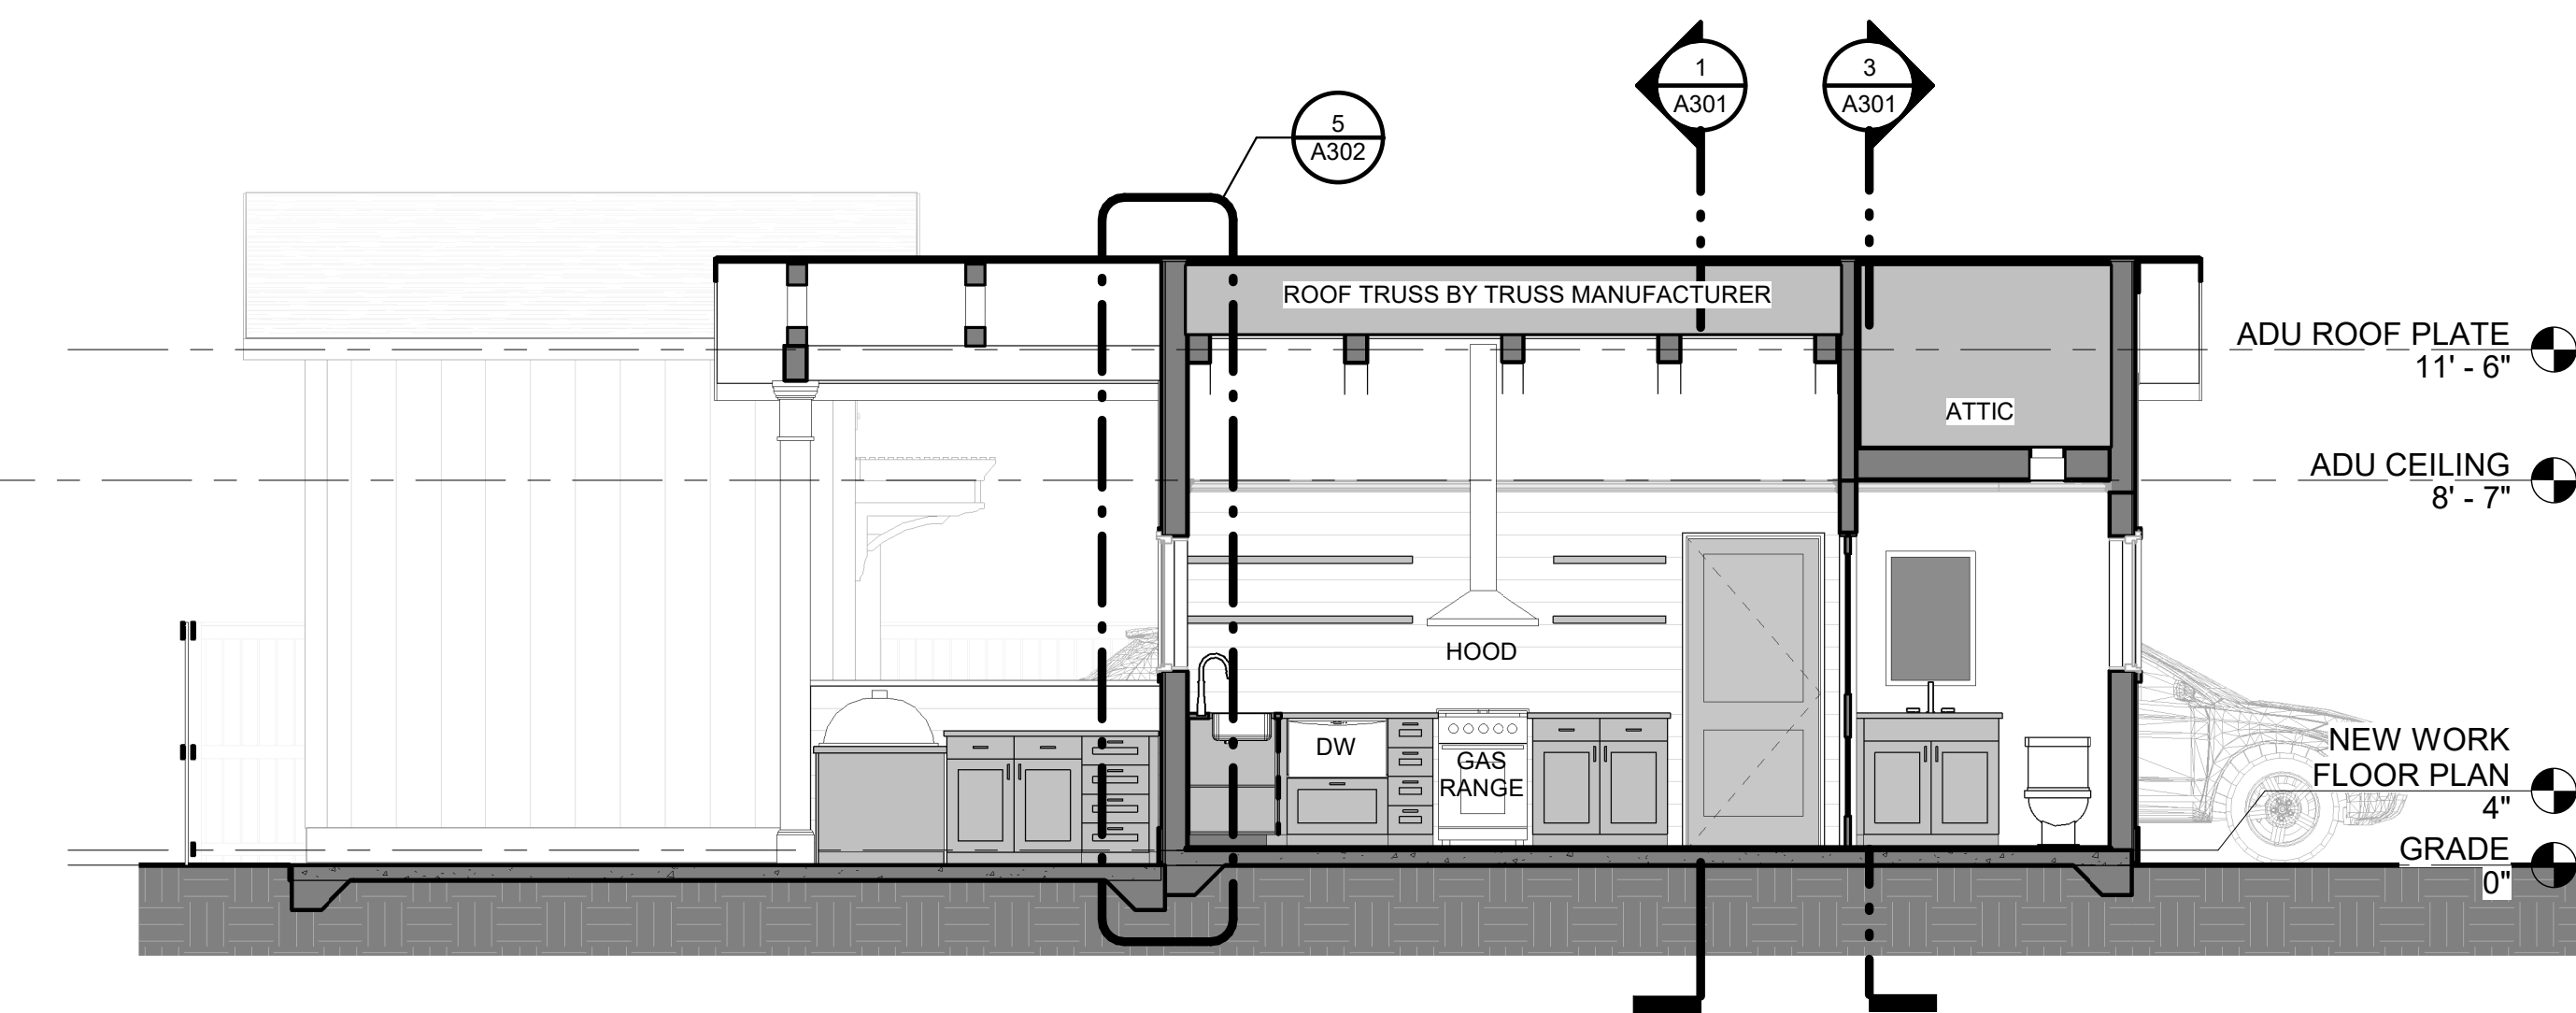 1
A301
3
A301
5
A302
ROOF TRUSS BY TRUSS MANUFACTURER
ADU ROOF PLATE
11' - 6"
ATTIC
ADU CEILING
8' - 7"
HOOD
DW
GAS
RANGE
NEW WORK
FLOOR PLAN
4"
GRADE
0"